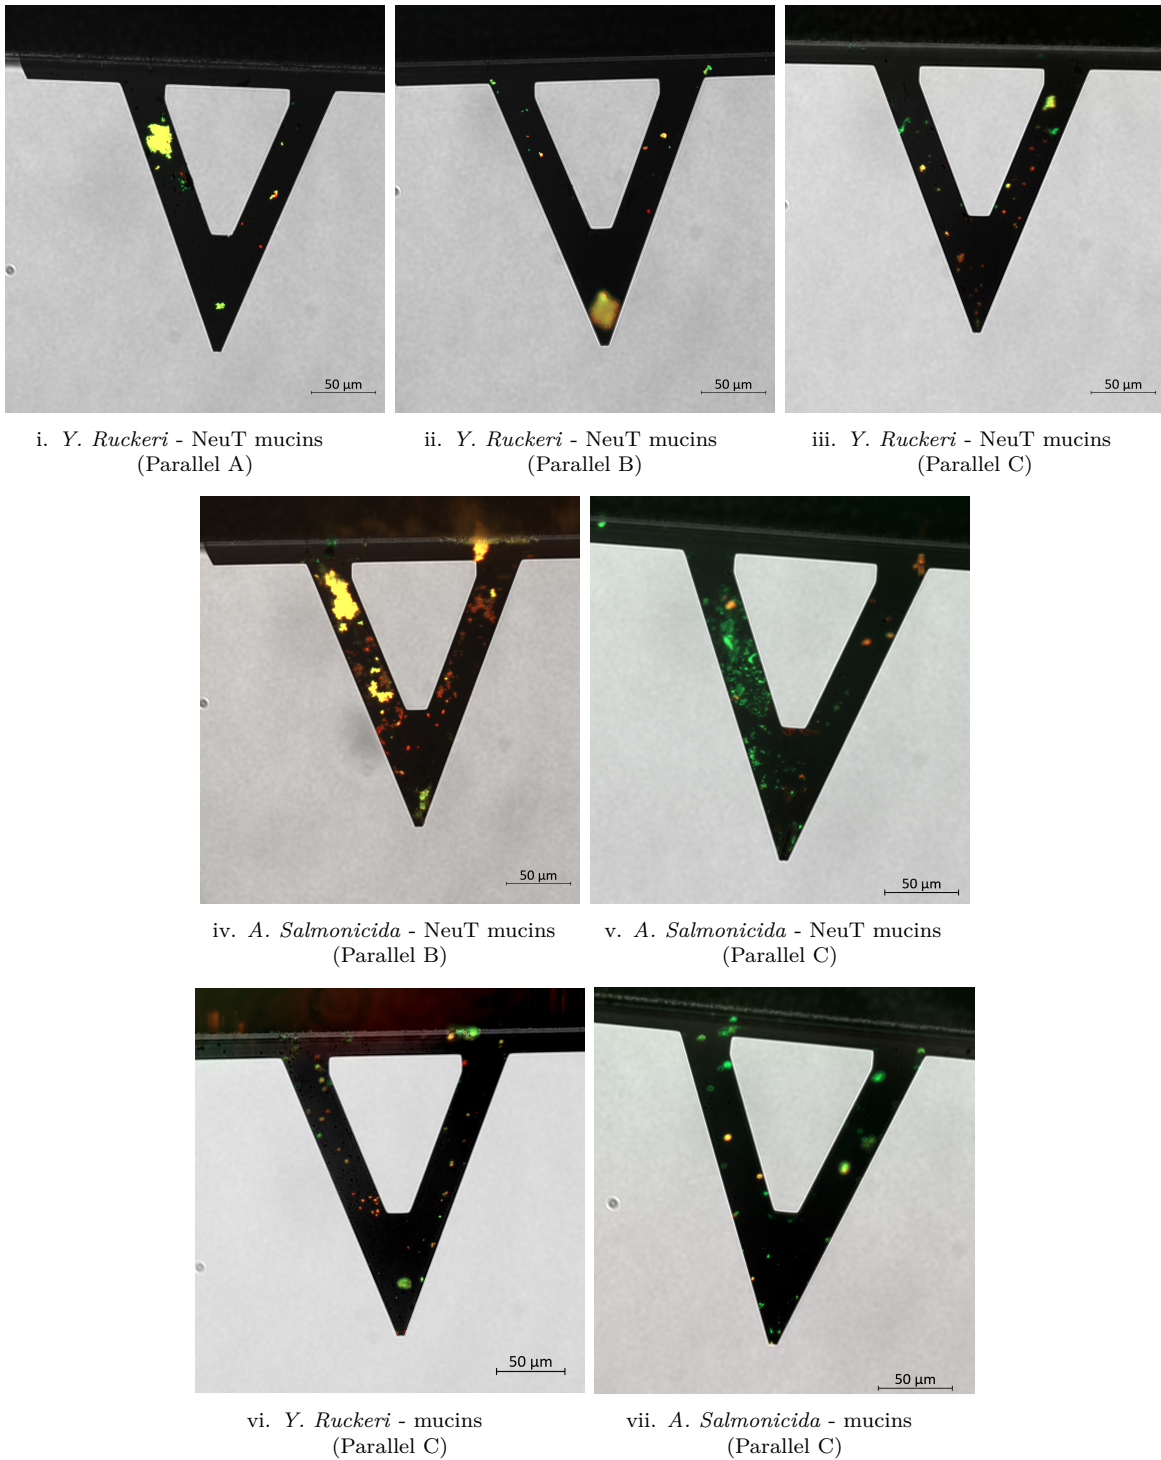 50 µm
50 µm
50 µm
i. Y. Ruckeri - NeuT mucins
(Parallel A)
ii. Y. Ruckeri - NeuT mucins
(Parallel B)
iii. Y. Ruckeri - NeuT mucins
(Parallel C)
50 µm
50 µm
iv. A. Salmonicida - NeuT mucins
(Parallel B)
v. A. Salmonicida - NeuT mucins
(Parallel C)
50 µm
50 µm
vi. Y. Ruckeri - mucins
(Parallel C)
vii. A. Salmonicida - mucins
(Parallel C)